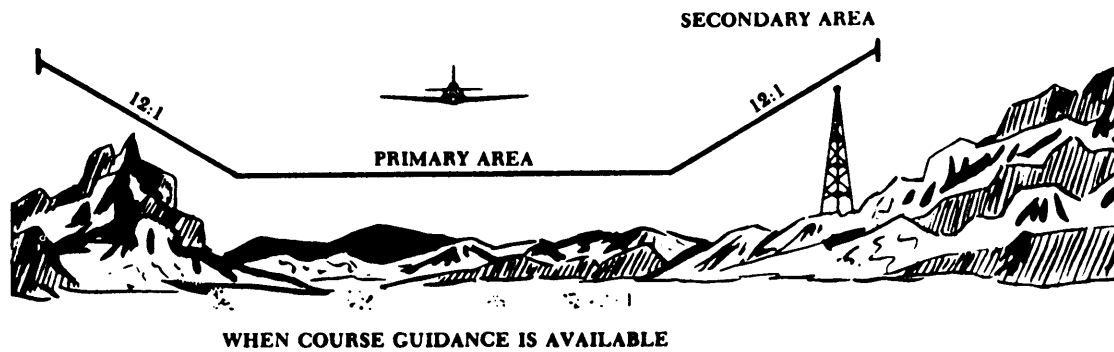 SECONDARY AREA
12:1
12:1
PRIMARY AREA
WHEN COURSE GUIDANCE IS AVAILABLE